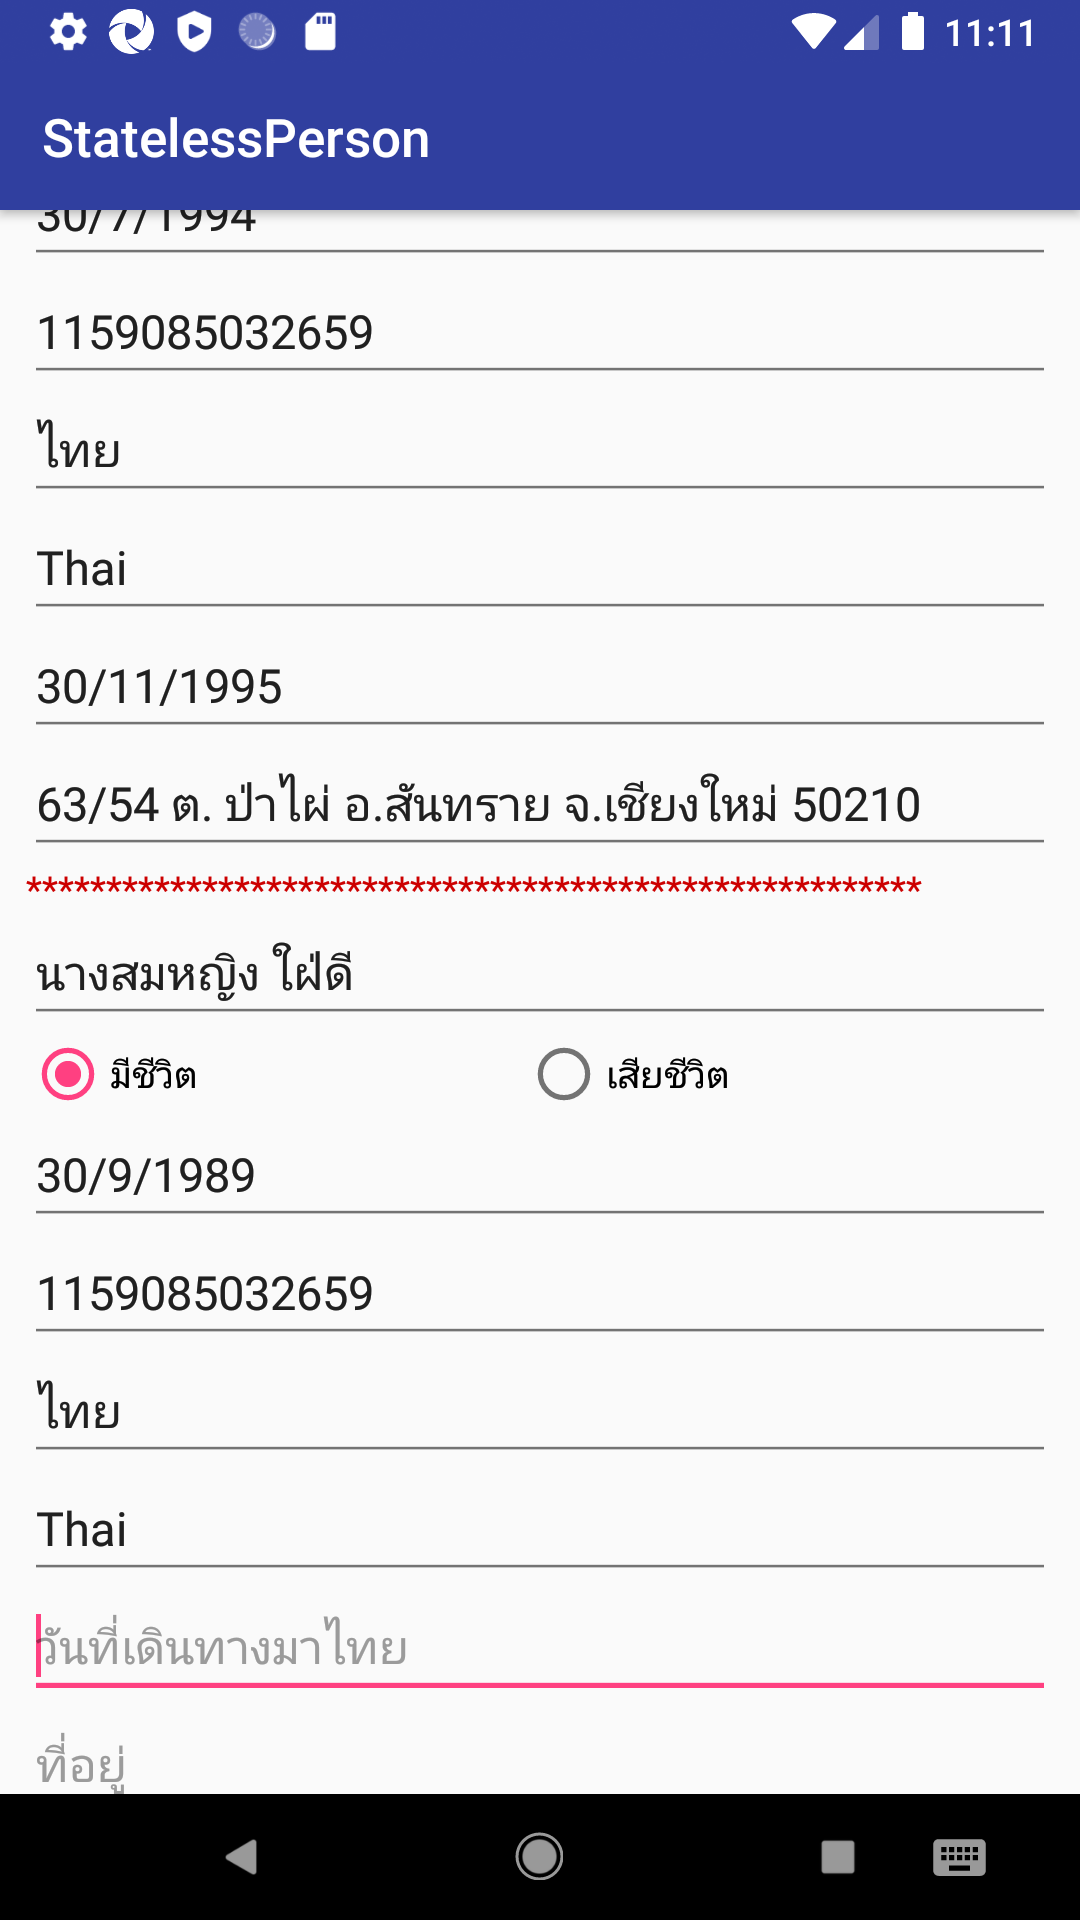 11:11
StatelessPerson
30/7/1994
1159085032659
ไทย
Thai
30/11/1995
63/54 ต. ป่าไผ่ อ.สันทราย จ.เชียงใหม่ 50210
********************************************************
นางสมหญิง ใฝ่ดี
มีชีวิต เสียชีวิต
30/9/1989
1159085032659
ไทย
Thai
วันที่เดินทางมาไทย
ที่อยู่